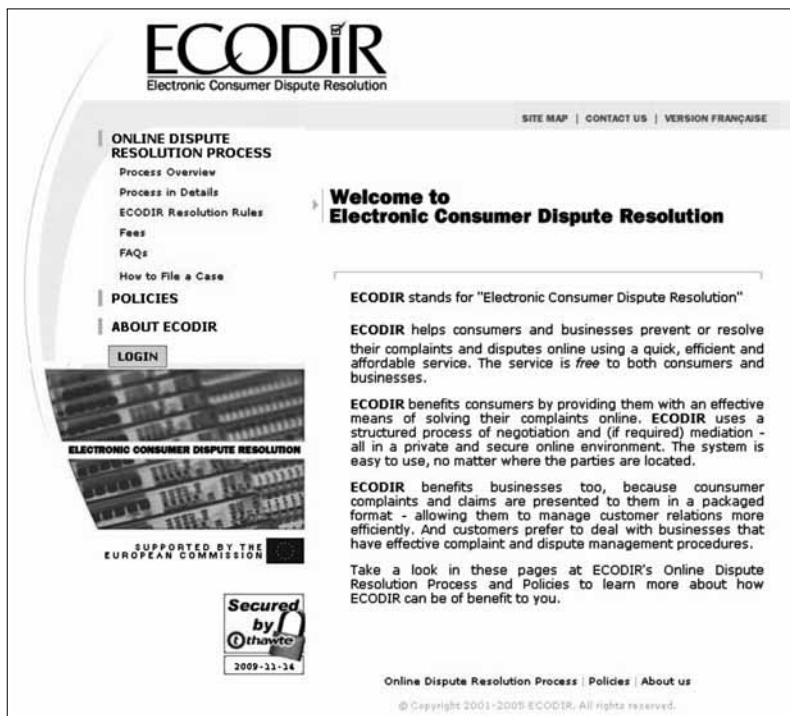 ECODIR
Electronic Consumer Dispute Resolution
SITE MAP | CONTACT US | VERSION FRANÇAISE
ONLINE DISPUTE
RESOLUTION PROCESS
Process Overview
Process in Details
ECODIR Resolution Rules
Fees
FAQs
How to File a Case
POLICIES
ABOUT ECODIR
LOGIN
ELECTRONIC CONSUMER DISPUTE RESOLUTION
SUPPORTED BY THE
EUROPEAN COMMISSION
Secured
by
thawte
2009-11-14
Welcome to
Electronic Consumer Dispute Resolution
ECODIR stands for "Electronic Consumer Dispute Resolution"
ECODIR helps consumers and businesses prevent or resolve
their complaints and disputes online using a quick, efficient and
affordable service. The service is free to both consumers and
businesses.
ECODIR benefits consumers by providing them with an effective
means of solving their complaints online. ECODIR uses a
structured process of negotiation and (if required) mediation -
all in a private and secure online environment. The system is
easy to use, no matter where the parties are located.
ECODIR benefits businesses too, because counsumer
complaints and claims are presented to them in a packaged
format - allowing them to manage customer relations more
efficiently. And customers prefer to deal with businesses that
have effective complaint and dispute management procedures.
Take a look in these pages at ECODIR's Online Dispute
Resolution Process and Policies to learn more about how
ECODIR can be of benefit to you.
Online Dispute Resolution Process | Policies | About us
© Copyright 2001-2005 ECODIR. All rights reserved.